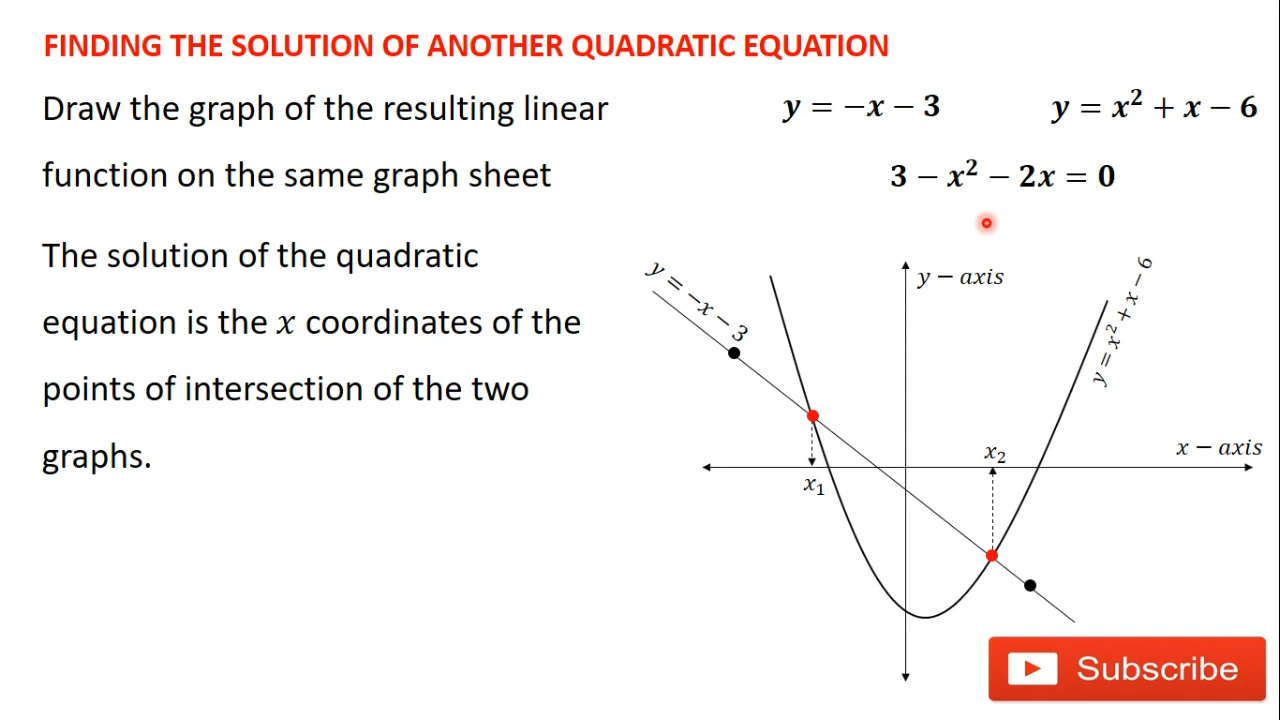 FINDING THE SOLUTION OF ANOTHER QUADRATIC EQUATION
Draw the graph of the resulting linear
function on the same graph sheet
The solution of the quadratic
equation is the x coordinates of the
points of intersection of the two
graphs.
y = −x − 3
y = x² + x − 6
3 − x² − 2x = 0
y = −x − 3
y − axis
y = x² + x − 6
x − axis
x₂
x₁
Subscribe